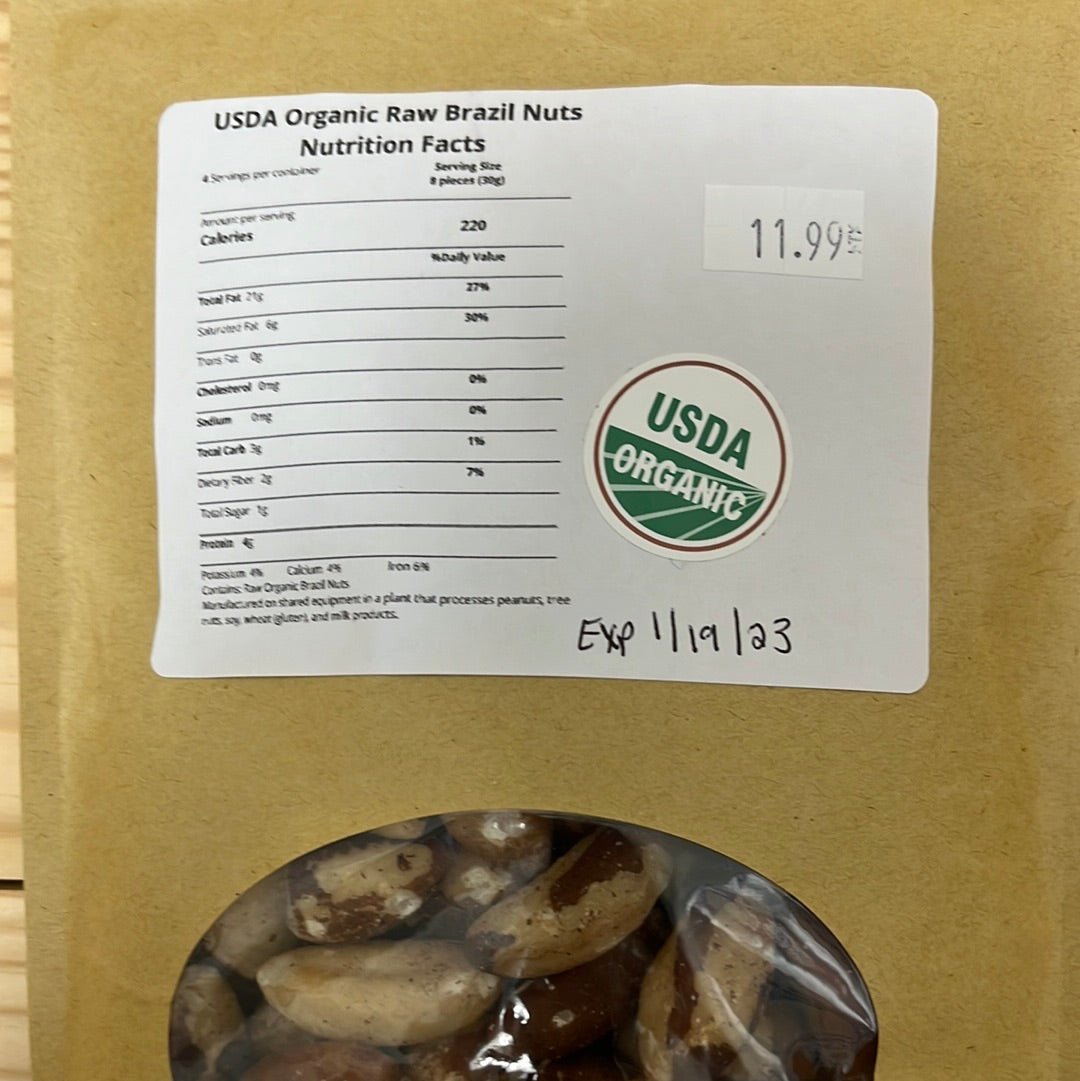 USDA Organic Raw Brazil Nuts
Nutrition Facts
4 Servings per container
Serving Size
8 pieces (30g)
Amount per serving
Calories 220
%Daily Value
Total Fat 21g 27%
Saturated Fat 6g 30%
Trans Fat 0g
Cholesterol 0mg 0%
Sodium 0mg 0%
Total Carb 3g 1%
Dietary Fiber 2g 7%
Total Sugar 1g
Protein 4g
Potassium 4% Calcium 4% Iron 6%
Contains: Raw Organic Brazil Nuts
Manufactured on shared equipment in a plant that processes peanuts, tree
nuts, soy, wheat (gluten), and milk products.
11.99
USDA
ORGANIC
Exp 1/19/23